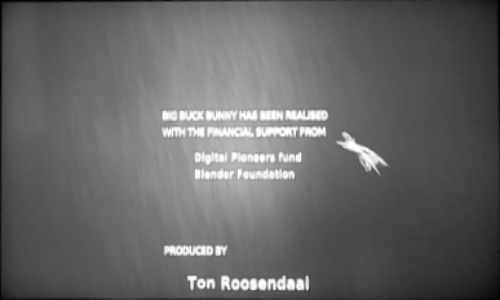 BIG BUCK BUNNY HAS BEEN REALISED
WITH THE FINANCIAL SUPPORT FROM
Digital Pioneers fund
Blender Foundation
PRODUCED BY
Ton Roosendaal